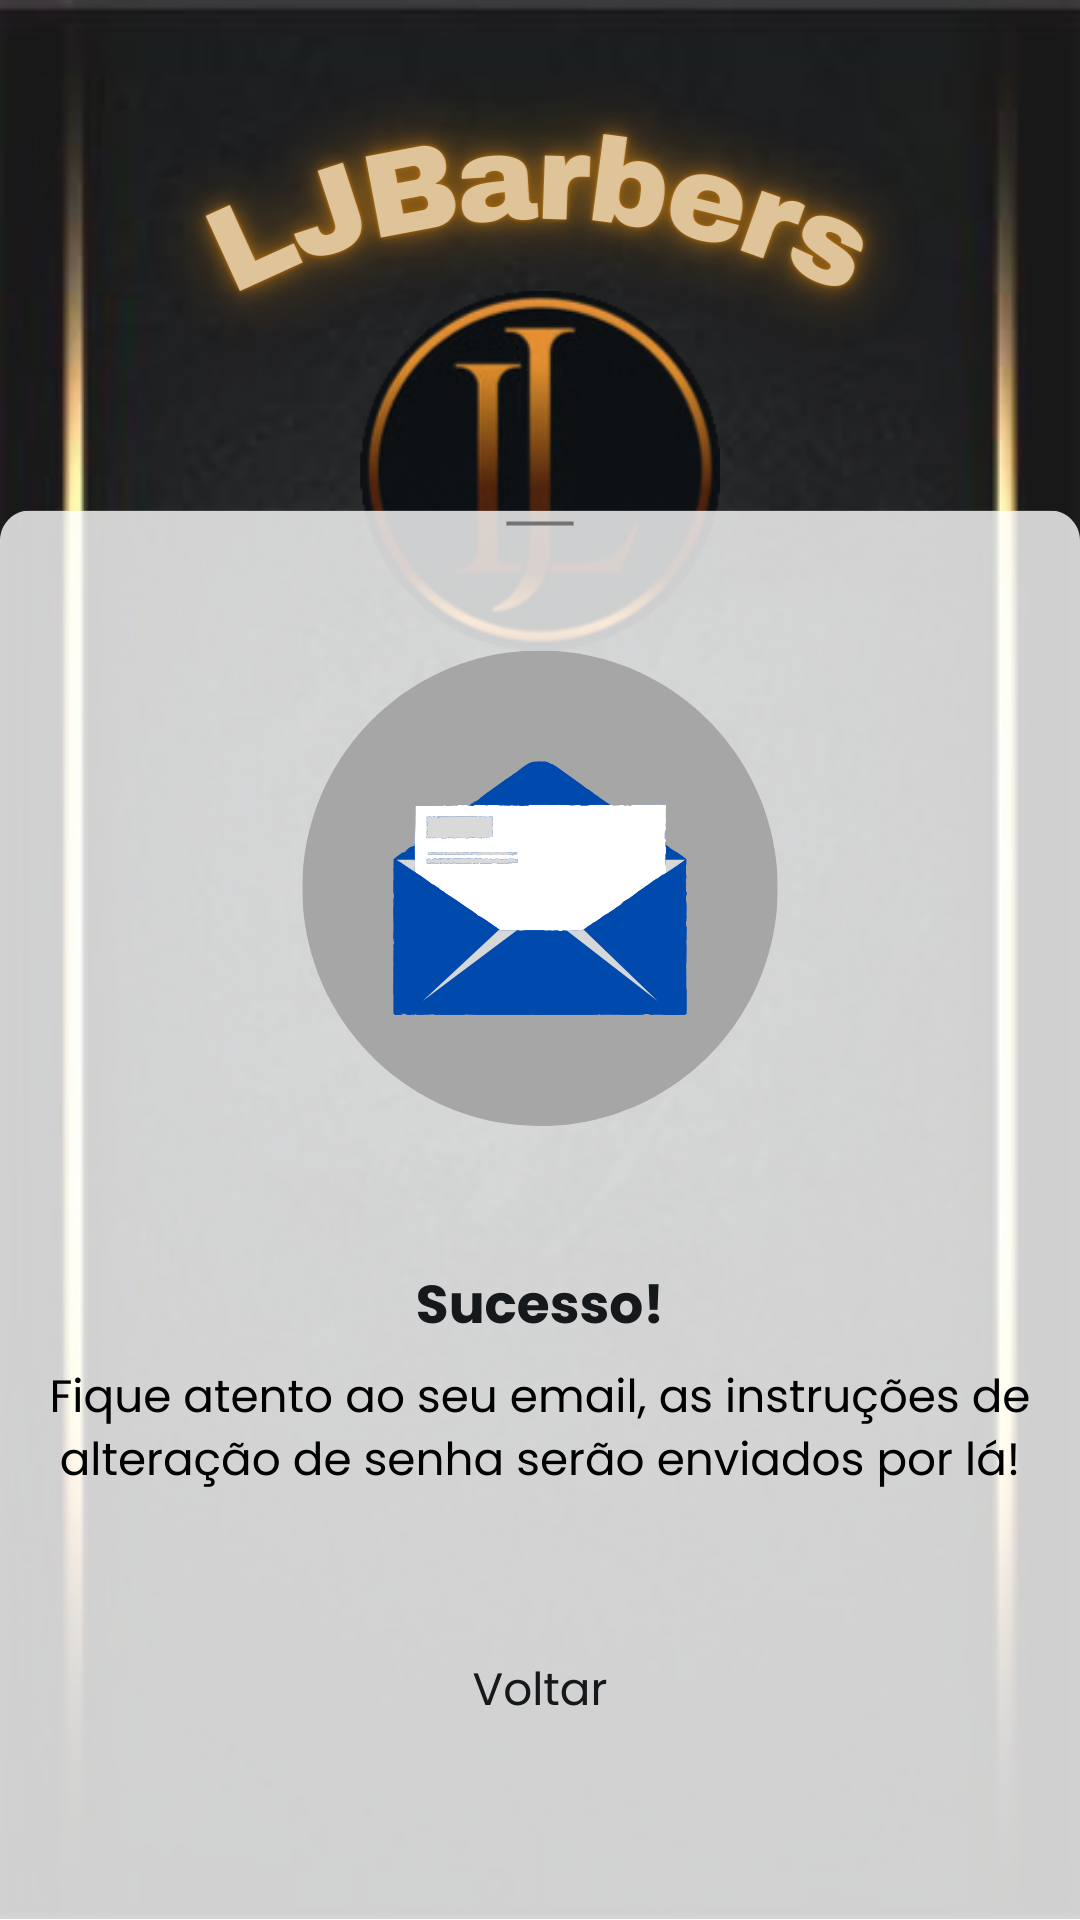 LJBarbers
LJ
Sucesso!
Fique atento ao seu email, as instruções de
alteração de senha serão enviados por lá!
Voltar